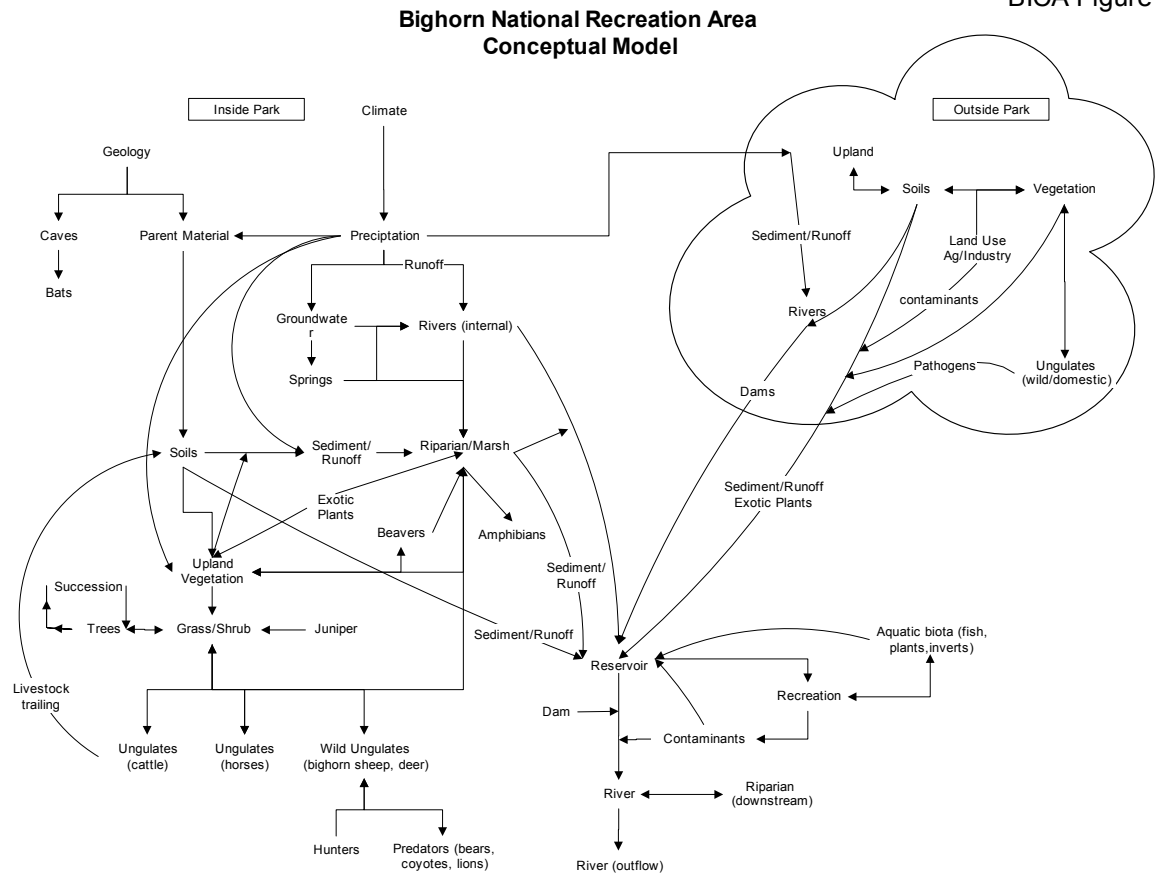 BICA Figure
Bighorn National Recreation Area
Conceptual Model
Inside Park
Climate
Outside Park
Geology
Upland
Soils
Vegetation
Caves
Parent Material
Precipitation
Sediment/Runoff
Land Use
Ag/Industry
Runoff
Bats
contaminants
Groundwate
r
Rivers (internal)
Rivers
Springs
Pathogens
Ungulates
(wild/domestic)
Dams
Soils
Sediment/
Runoff
Riparian/Marsh
Sediment/Runoff
Exotic Plants
Exotic
Plants
Beavers
Amphibians
Upland
Vegetation
Sediment/
Runoff
Succession
Trees
Grass/Shrub
Juniper
Sediment/Runoff
Aquatic biota (fish,
plants,inverts)
Reservoir
Livestock
trailing
Recreation
Dam
Contaminants
Ungulates
(cattle)
Ungulates
(horses)
Wild Ungulates
(bighorn sheep, deer)
River
Riparian
(downstream)
Hunters
Predators (bears,
coyotes, lions)
River (outflow)